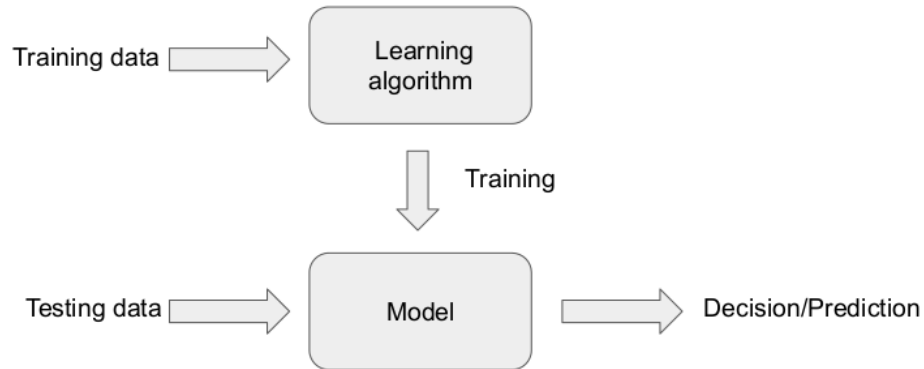 Training data
Learning
algorithm
Training
Testing data
Model
Decision/Prediction